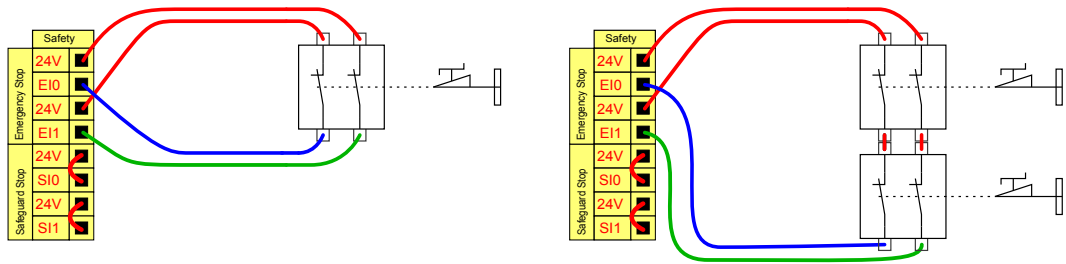 Safety
Emergency Stop
24V
EI0
24V
EI1
Safeguard Stop
24V
SI0
24V
SI1
Safety
Emergency Stop
24V
EI0
24V
EI1
Safeguard Stop
24V
SI0
24V
SI1